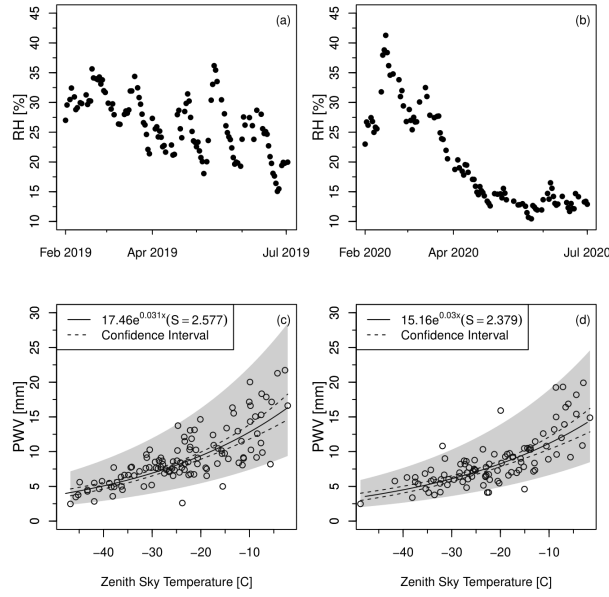 (a)
RH [%]
45
40
35
30
25
20
15
10
Feb 2019
Apr 2019
Jul 2019
(b)
RH [%]
45
40
35
30
25
20
15
10
Feb 2020
Apr 2020
Jul 2020
(c)
17.46e^0.031x(S = 2.577)
Confidence Interval
PWV [mm]
30
25
20
15
10
5
0
−40
−30
−20
−10
Zenith Sky Temperature [C]
(d)
15.16e^0.03x(S = 2.379)
Confidence Interval
PWV [mm]
30
25
20
15
10
5
0
−40
−30
−20
−10
Zenith Sky Temperature [C]